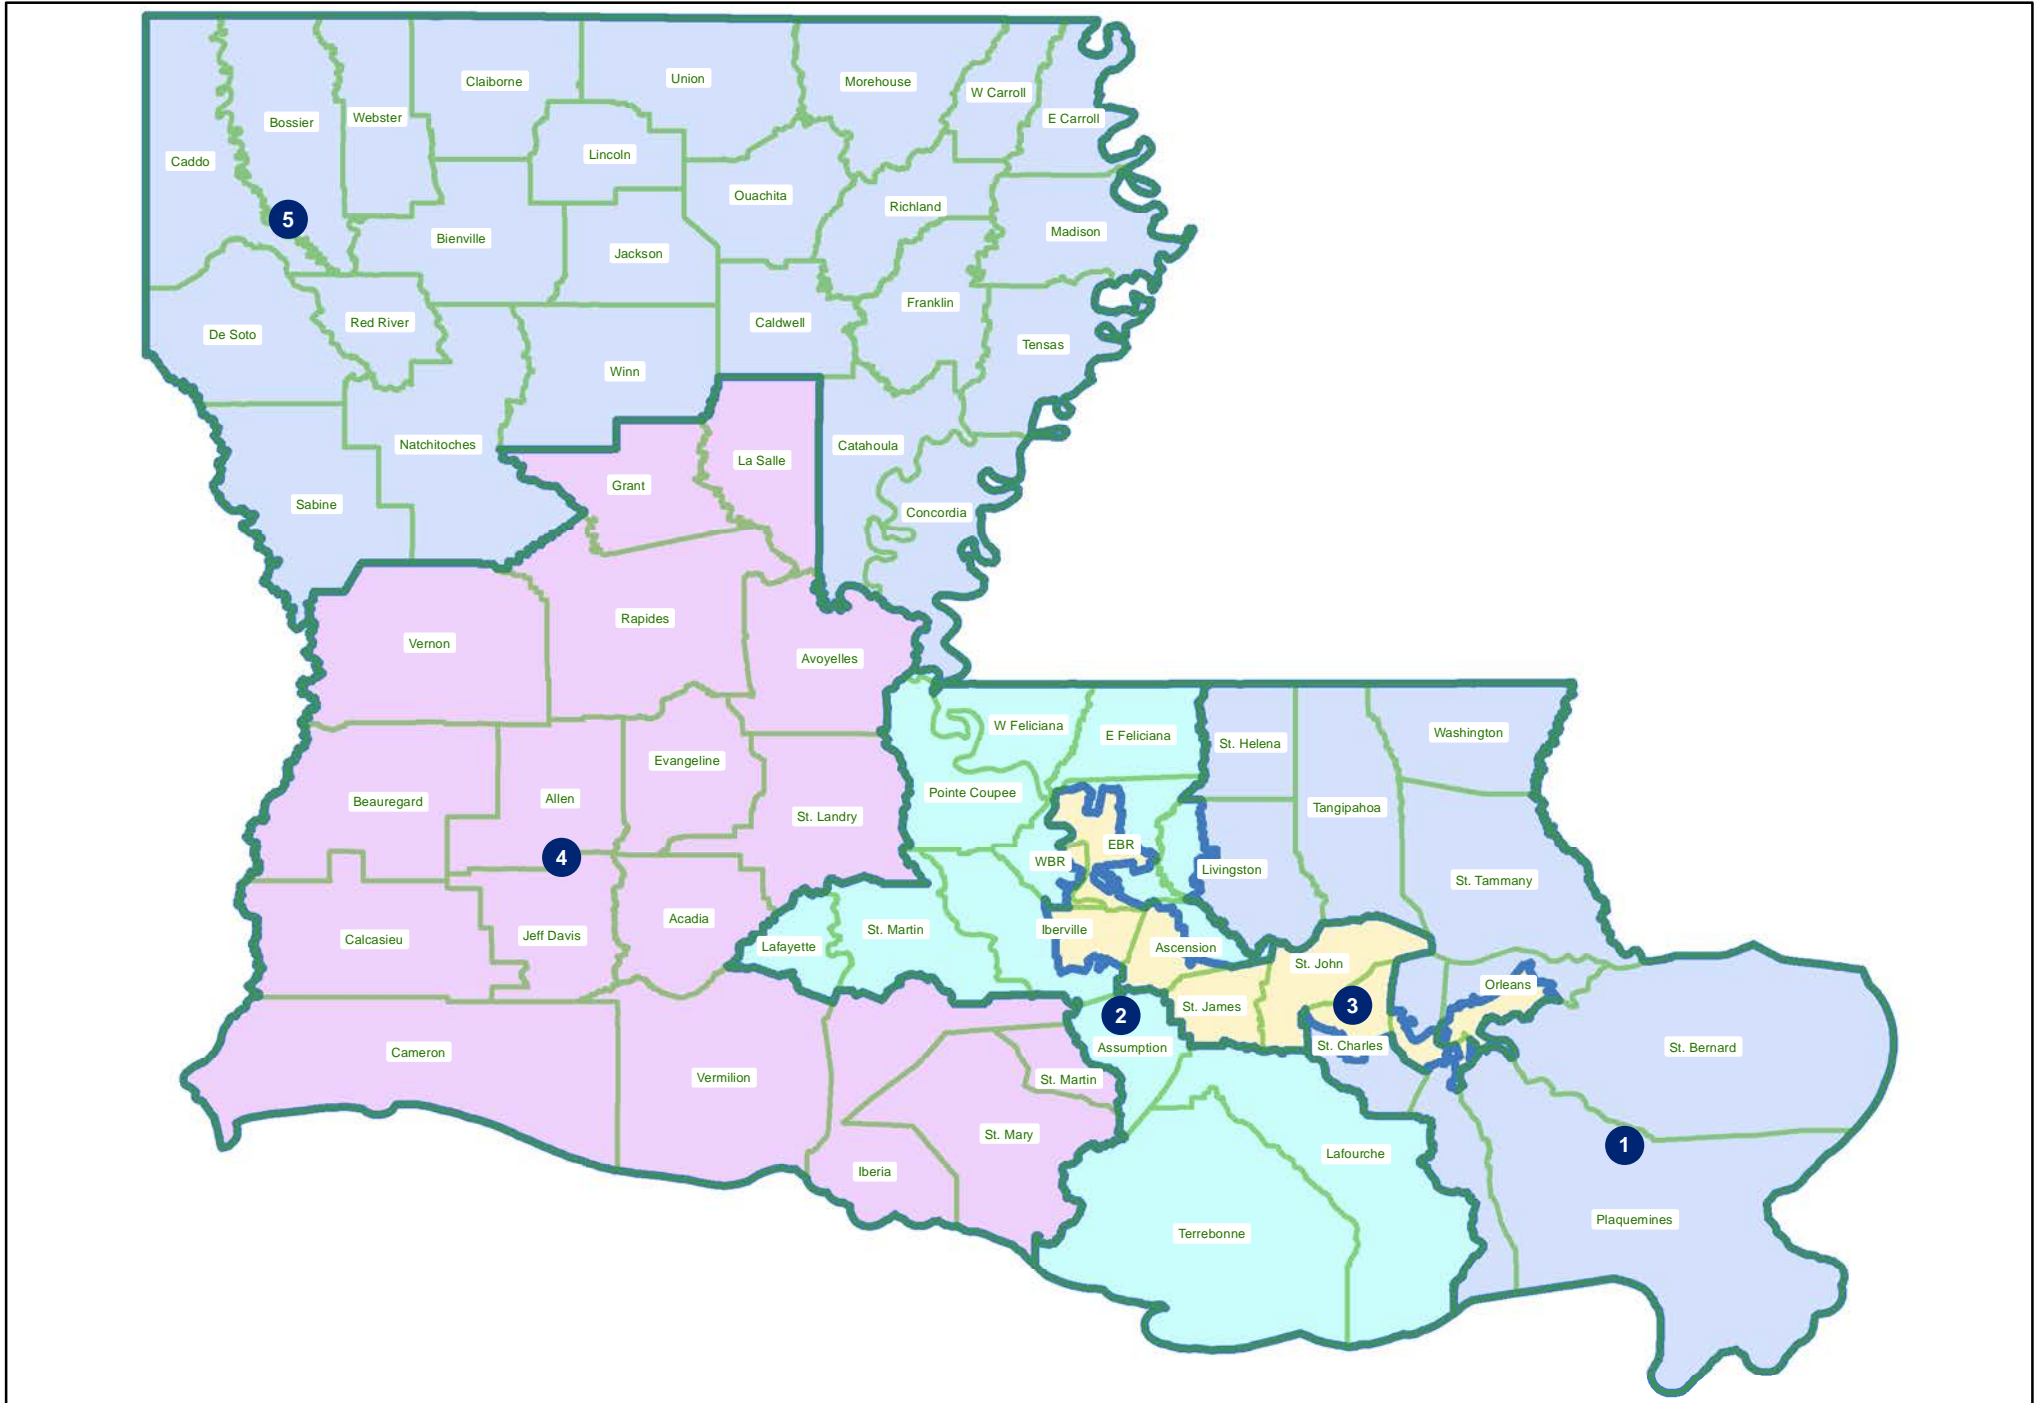 Claiborne
Union
Morehouse
W Carroll
E Carroll
Webster
Bossier
Caddo
Lincoln
Ouachita
Richland
5
Madison
Bienville
Jackson
Franklin
Red River
Caldwell
De Soto
Tensas
Winn
Natchitoches
Catahoula
La Salle
Grant
Sabine
Concordia
Rapides
Vernon
Avoyelles
W Feliciana
E Feliciana
St. Helena
Washington
Evangeline
Pointe Coupee
Beauregard
Allen
Tangipahoa
St. Landry
EBR
4
WBR
Livingston
St. Tammany
Acadia
St. Martin
Iberville
Calcasieu
Jeff Davis
Lafayette
Ascension
St. John
Orleans
St. James
3
2
St. Charles
Assumption
St. Bernard
Cameron
Vermilion
St. Martin
St. Mary
1
Lafourche
Iberia
Plaquemines
Terrebonne